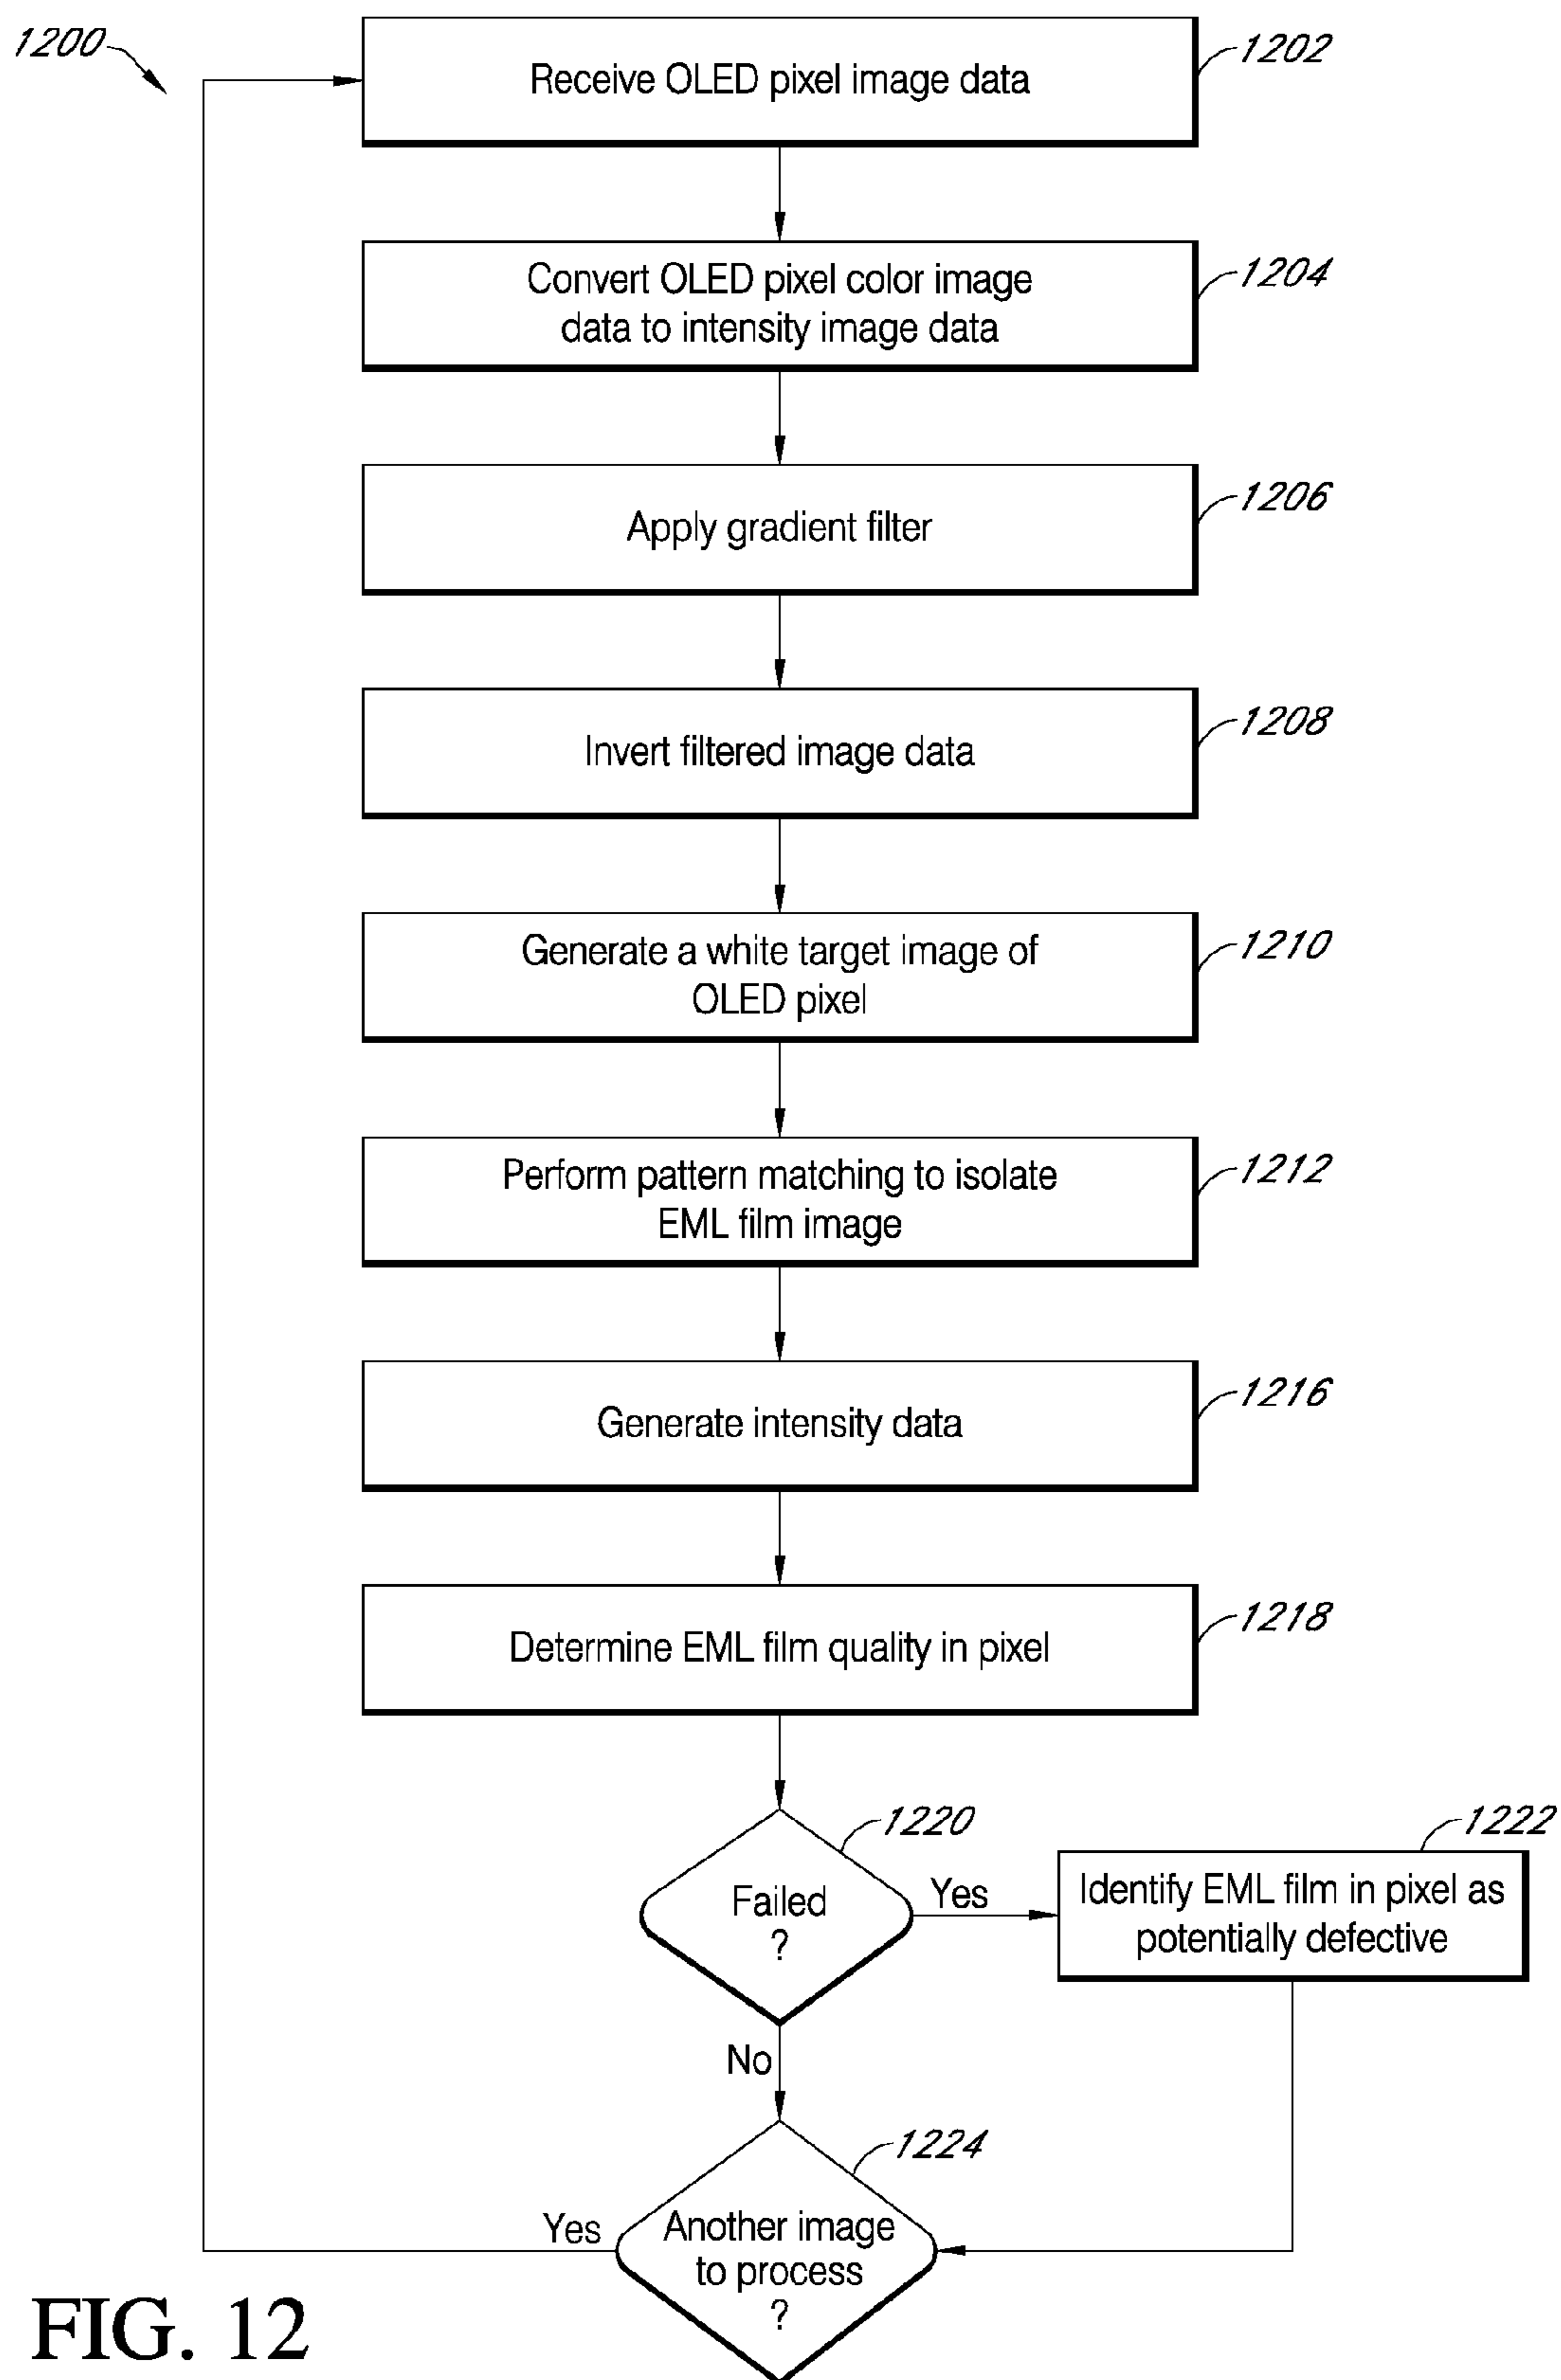 1200
Receive OLED pixel image data
1202
Convert OLED pixel color image
data to intensity image data
1204
Apply gradient filter
1206
Invert filtered image data
1208
Generate a white target image of
OLED pixel
1210
Perform pattern matching to isolate
EML film image
1212
Generate intensity data
1216
Determine EML film quality in pixel
1218
Failed
?
1220
Yes
Identify EML film in pixel as
potentially defective
1222
No
Another image
to process
?
1224
Yes
FIG. 12